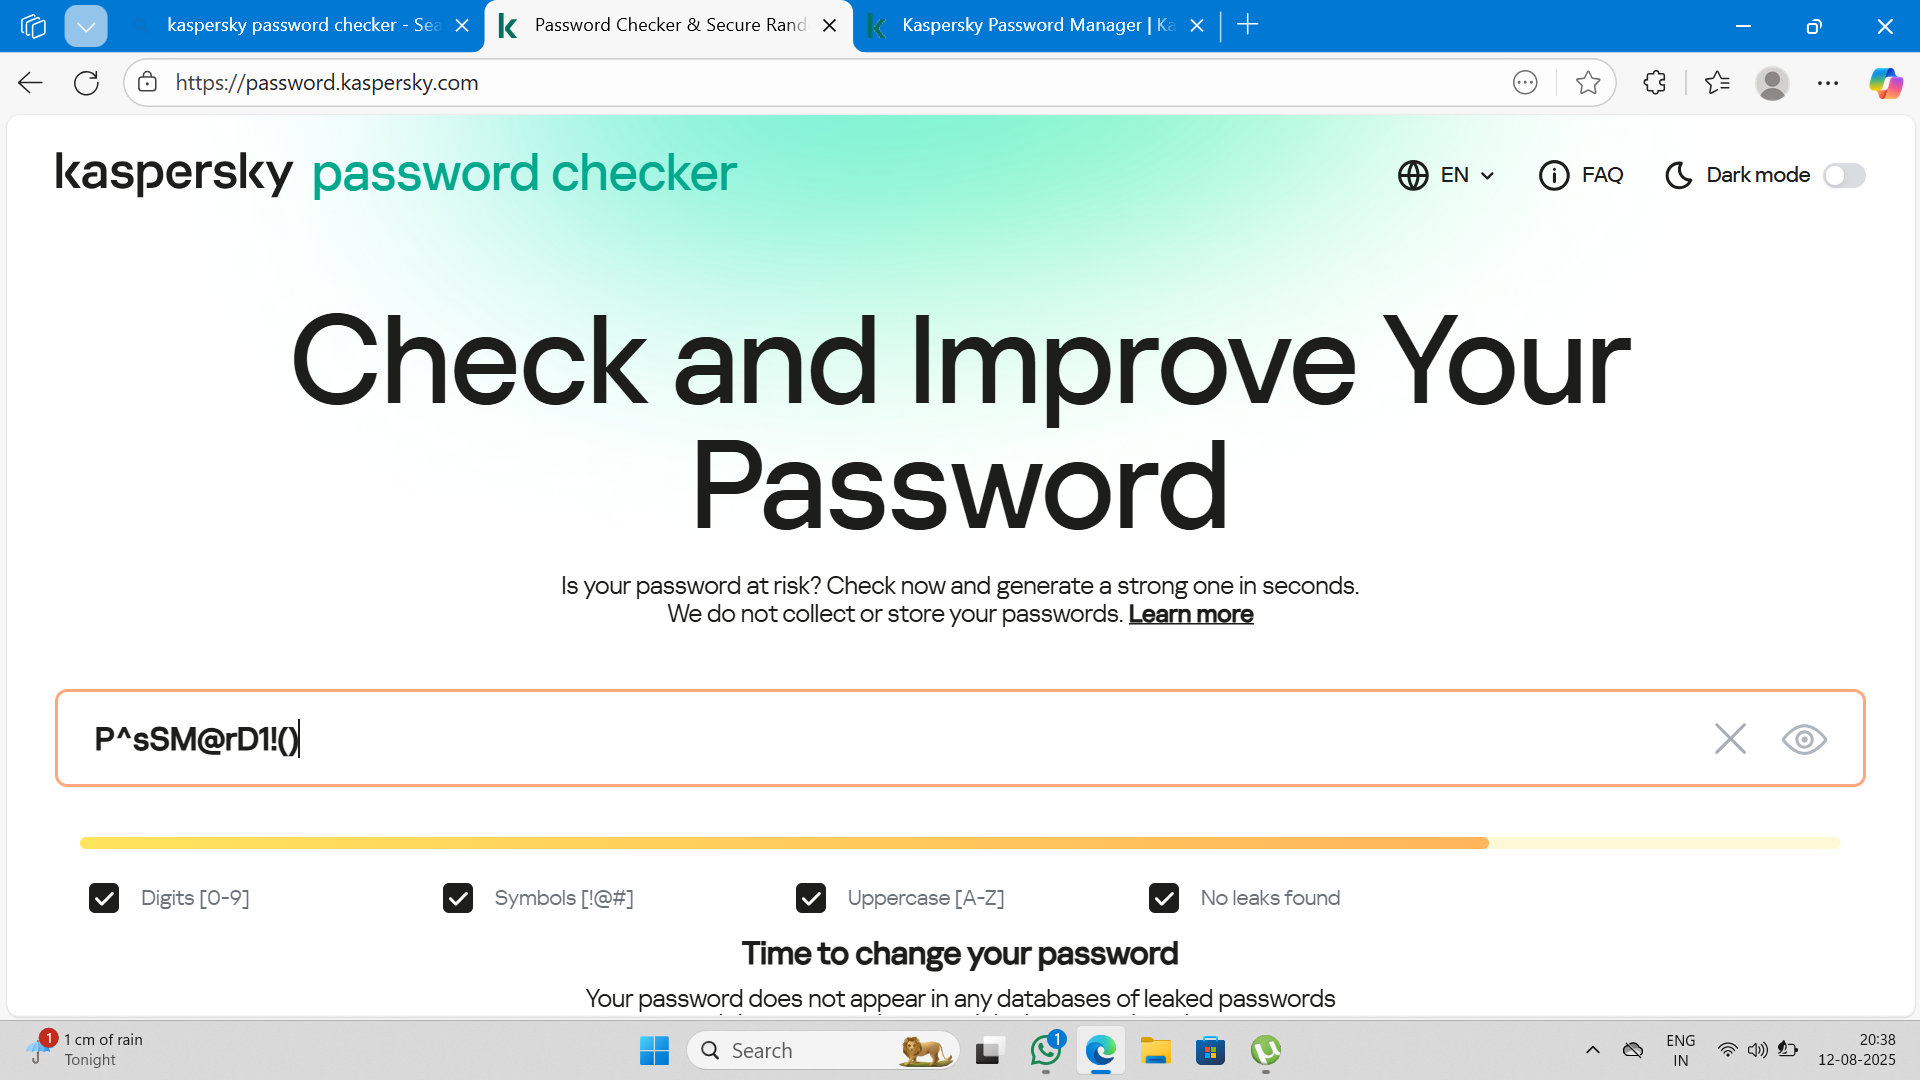 kaspersky password checker - Sea
Password Checker & Secure Rand
Kaspersky Password Manager | Ka
https://password.kaspersky.com
kaspersky password checker
EN
FAQ
Dark mode
Check and Improve Your
Password
Is your password at risk? Check now and generate a strong one in seconds.
We do not collect or store your passwords. Learn more
P^sSM@rD1!()
Digits [0-9]
Symbols [!@#]
Uppercase [A-Z]
No leaks found
Time to change your password
Your password does not appear in any databases of leaked passwords
1
1 cm of rain
Tonight
Search
1
ENG
IN
20:38
12-08-2025